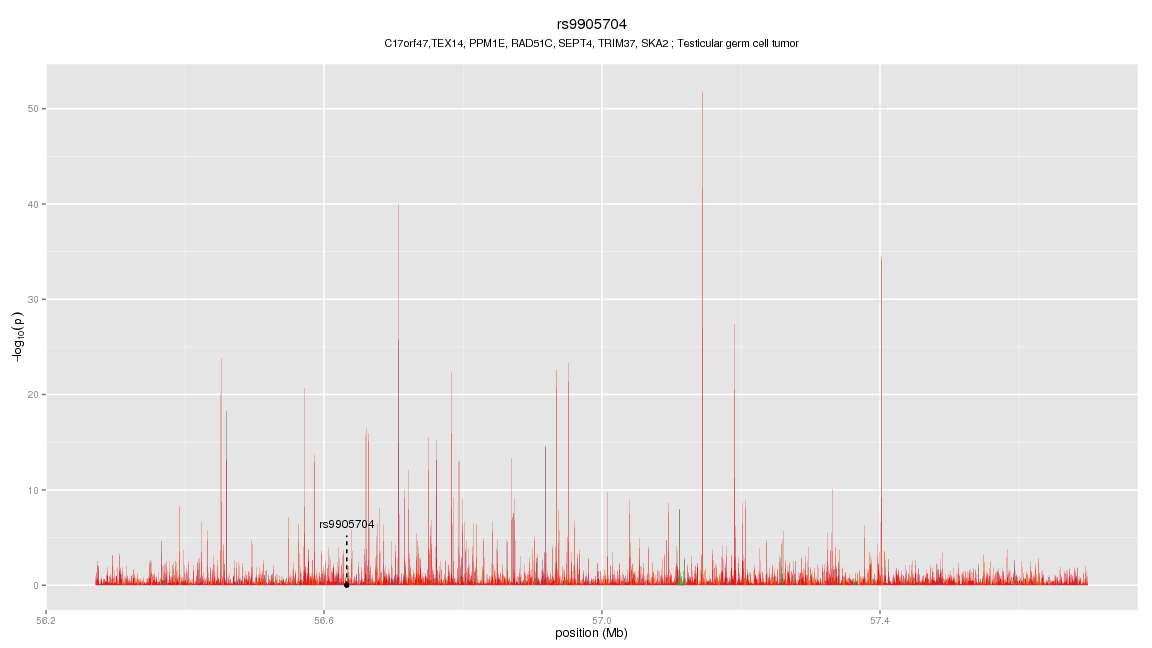 rs9905704
C17orf47,TEX14, PPM1E, RAD51C, SEPT4, TRIM37, SKA2 ; Testicular germ cell tumor
50
40
30
20
10
0
−log10(p)
rs9905704
56.2
56.6
57.0
57.4
position (Mb)